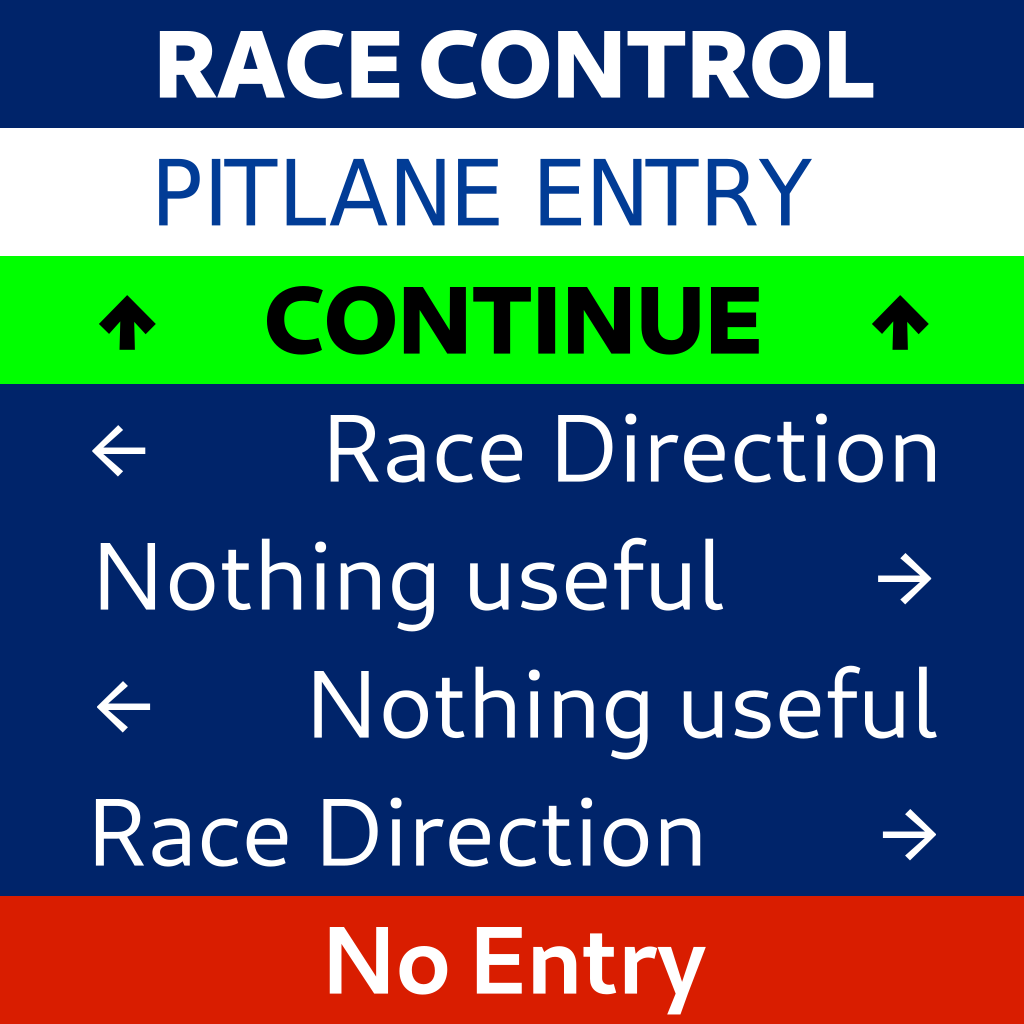 RACE CONTROL
PITLANE ENTRY
↑ CONTINUE ↑
← Race Direction
Nothing useful →
← Nothing useful
Race Direction →
No Entry